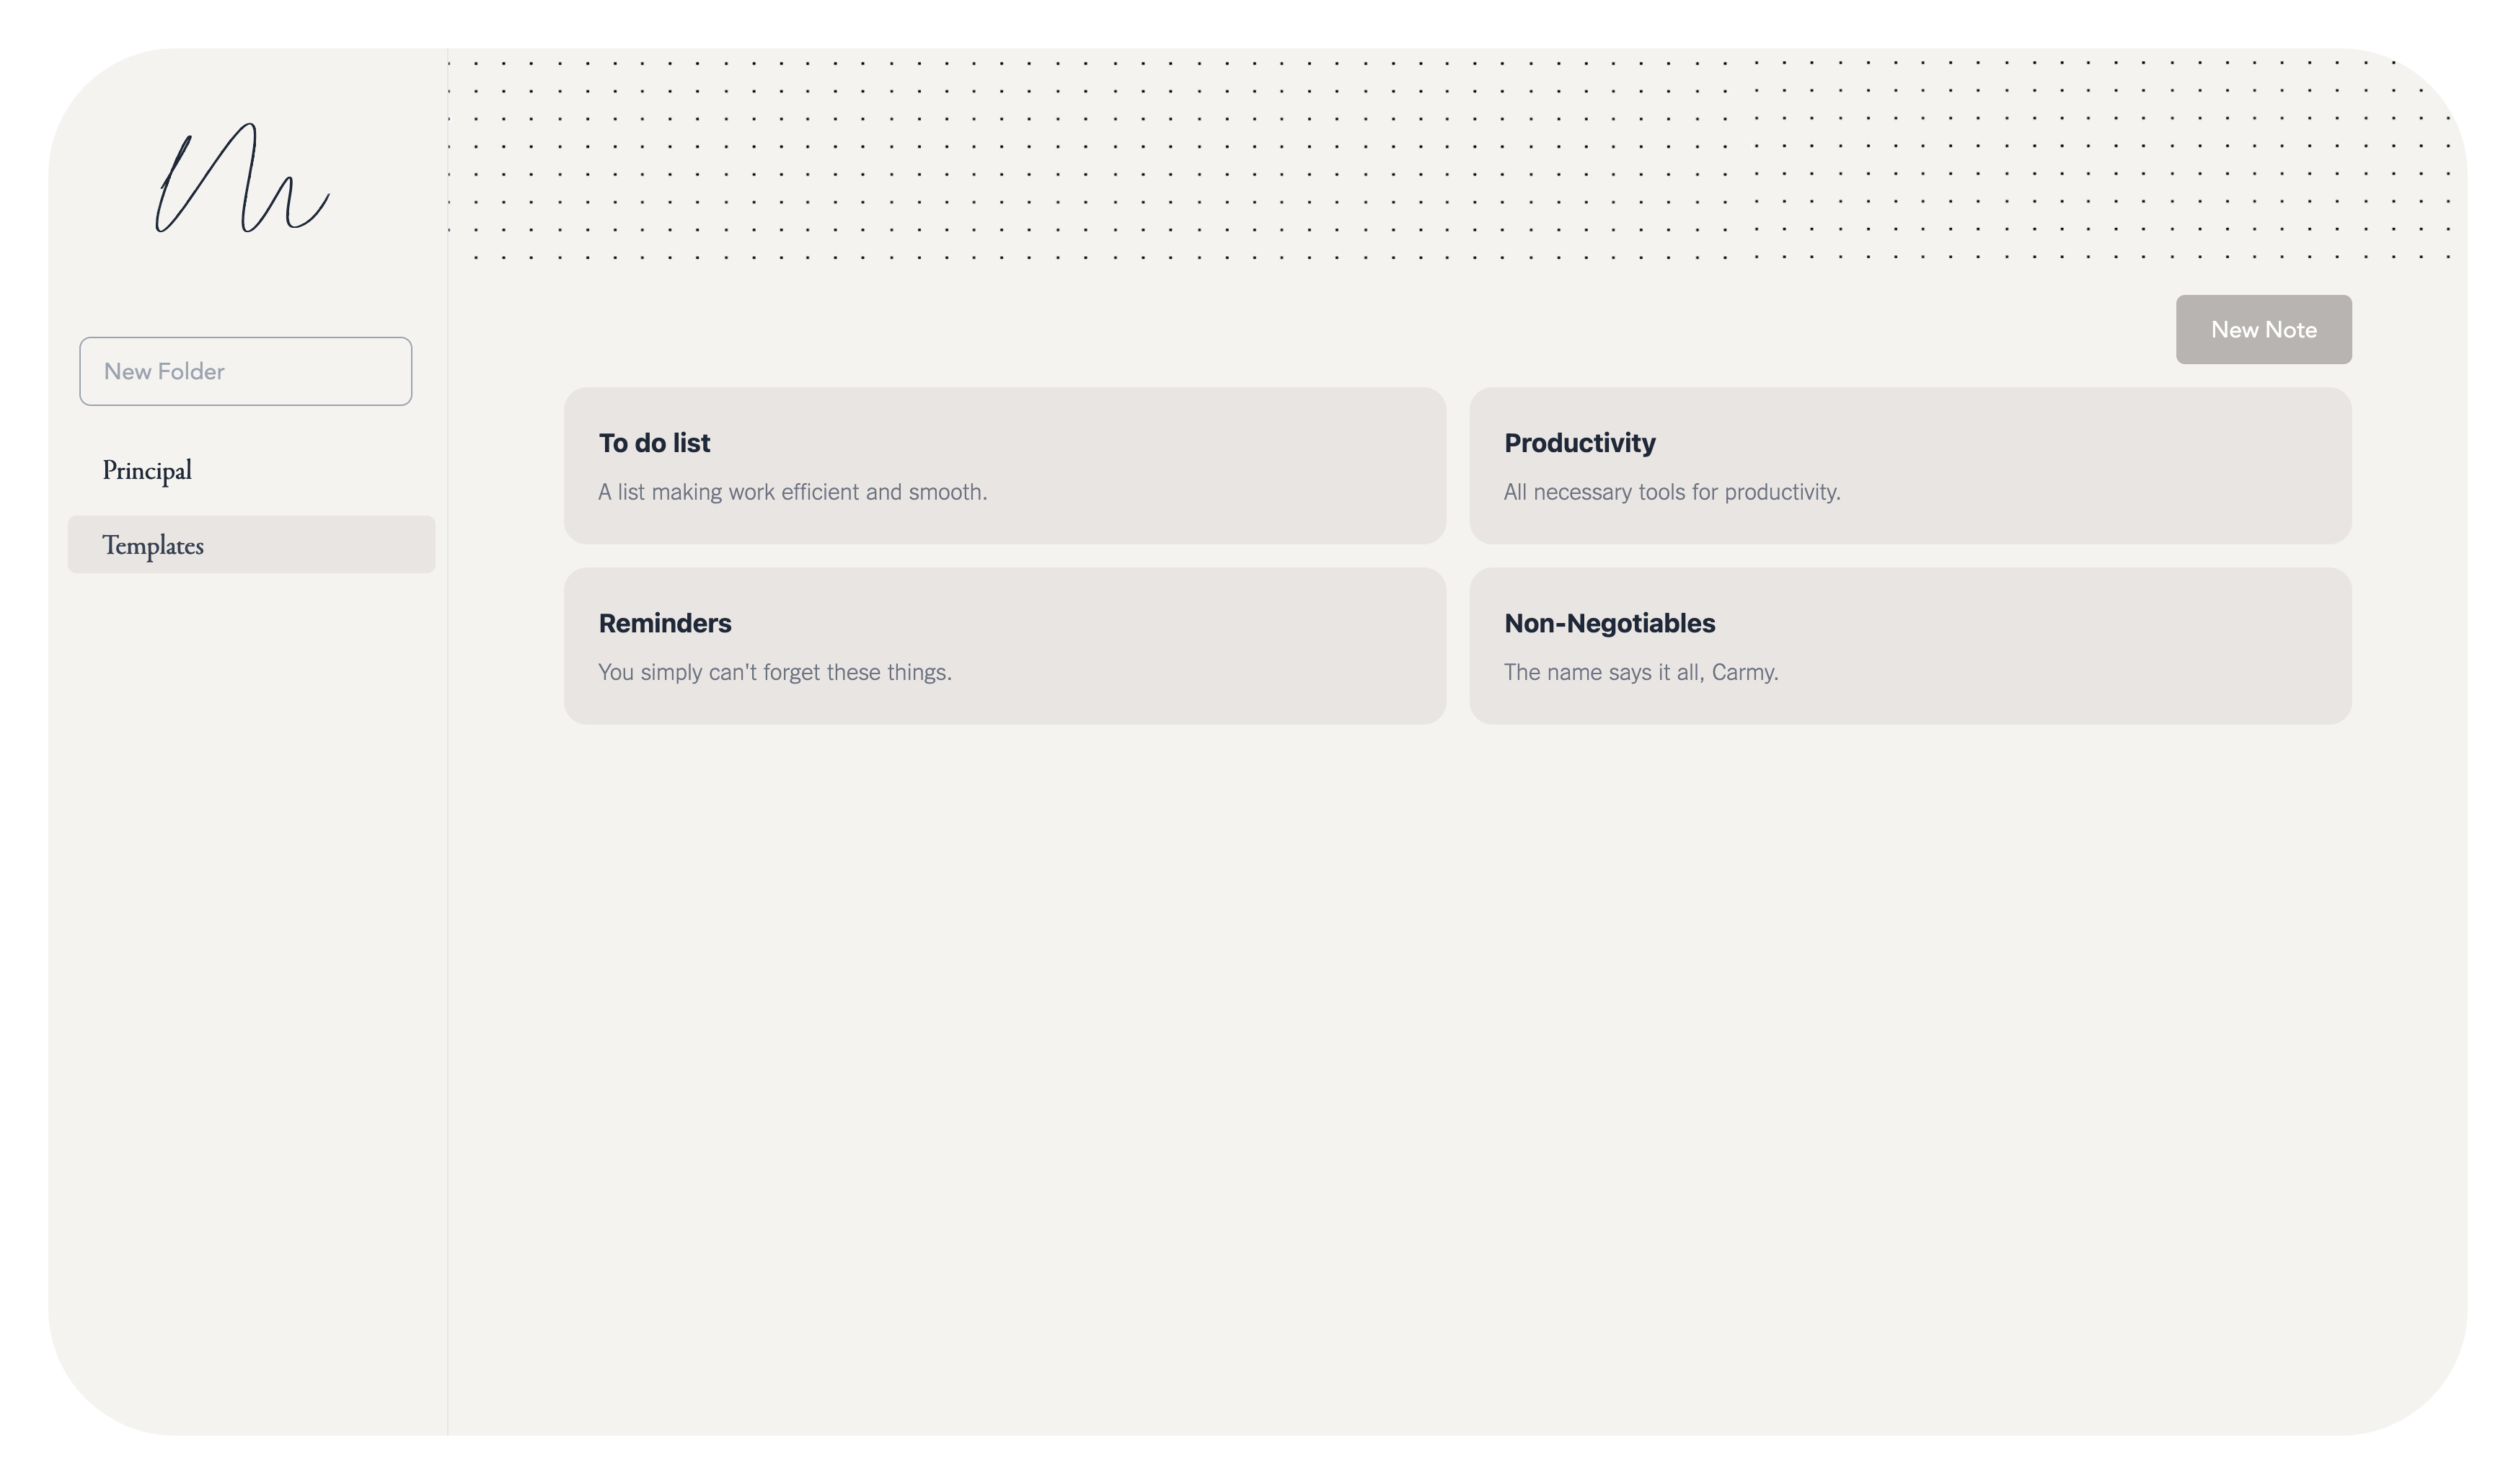 New Folder
Principal
Templates
New Note
To do list
A list making work efficient and smooth.
Productivity
All necessary tools for productivity.
Reminders
You simply can't forget these things.
Non-Negotiables
The name says it all, Carmy.